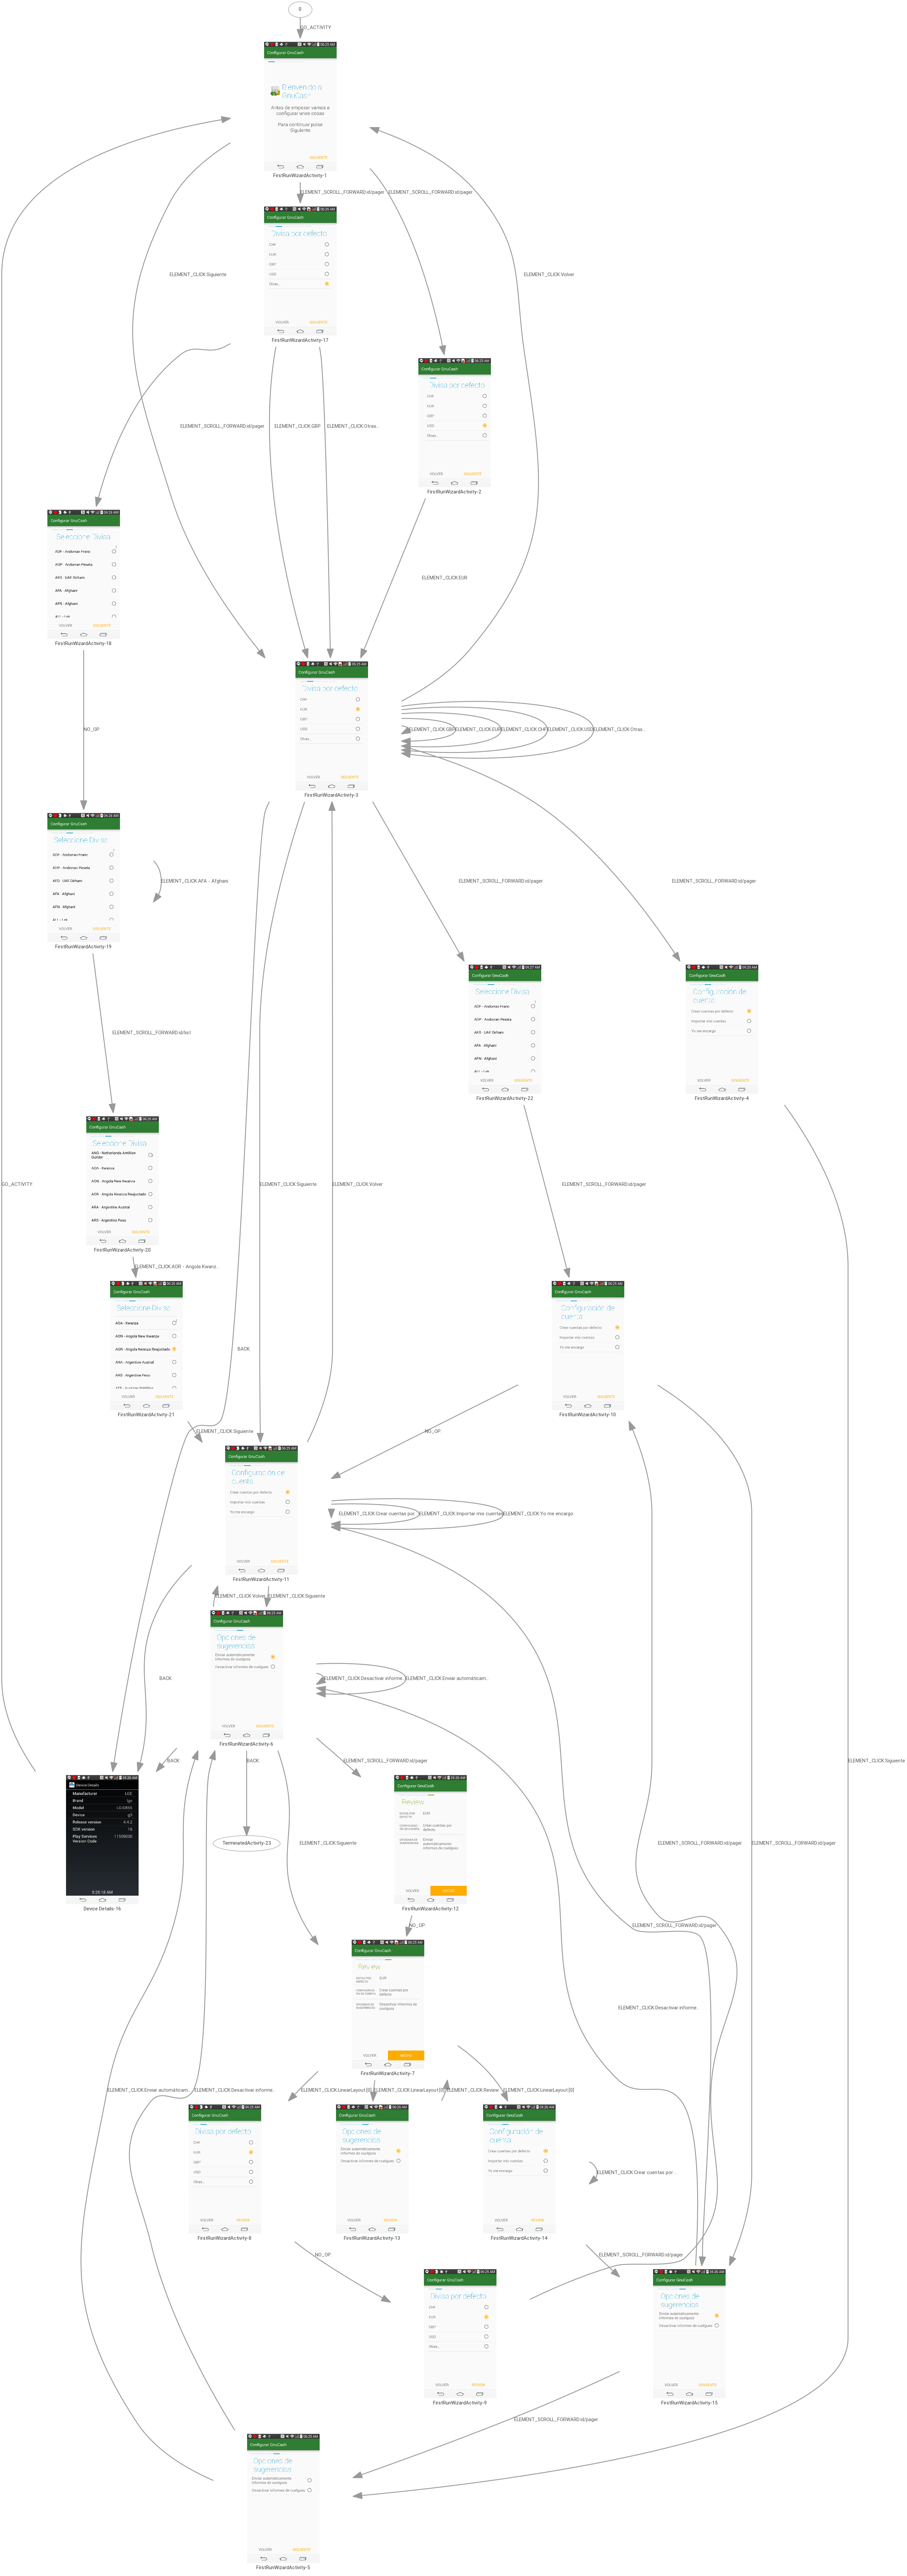 0
GO_ACTIVITY
Configurar GnuCash
Bienvenido a
GnuCash
Antes de empezar vamos a
configurar unas cosas
Para continuar pulse
Siguiente
SIGUIENTE
FirstRunWizardActivity-1
ELEMENT_SCROLL_FORWARD:id/pager
ELEMENT_SCROLL_FORWARD:id/pager
Configurar GnuCash
Divisa por defecto
CHF
EUR
GBP
USD
Otras…
VOLVER
SIGUIENTE
FirstRunWizardActivity-17
ELEMENT_CLICK:Siguiente
ELEMENT_CLICK:Volver
Configurar GnuCash
Divisa por defecto
CHF
EUR
GBP
USD
Otras…
VOLVER
SIGUIENTE
FirstRunWizardActivity-2
ELEMENT_SCROLL_FORWARD:id/pager
ELEMENT_CLICK:GBP
ELEMENT_CLICK:Otras…
Configurar GnuCash
Seleccione Divisa
ADF - Andorran Franc
ADP - Andorran Peseta
AED - UAE Dirham
AFA - Afghani
AFN - Afghani
VOLVER
SIGUIENTE
FirstRunWizardActivity-18
ELEMENT_CLICK:EUR
Configurar GnuCash
Divisa por defecto
CHF
EUR
GBP
USD
Otras…
VOLVER
SIGUIENTE
FirstRunWizardActivity-3
ELEMENT_CLICK:GBP
ELEMENT_CLICK:EUR
ELEMENT_CLICK:CHF
ELEMENT_CLICK:USD
ELEMENT_CLICK:Otras…
NO_OP
Configurar GnuCash
Seleccione Divisa
ADF - Andorran Franc
ADP - Andorran Peseta
AED - UAE Dirham
AFA - Afghani
AFN - Afghani
VOLVER
SIGUIENTE
FirstRunWizardActivity-19
ELEMENT_CLICK:AFA - Afghani
ELEMENT_SCROLL_FORWARD:id/pager
ELEMENT_SCROLL_FORWARD:id/pager
Configurar GnuCash
Seleccione Divisa
ADF - Andorran Franc
ADP - Andorran Peseta
AED - UAE Dirham
AFA - Afghani
AFN - Afghani
VOLVER
SIGUIENTE
FirstRunWizardActivity-22
Configurar GnuCash
Configuración de
cuenta
Crear cuentas por defecto
Importar mis cuentas
Yo me encargo
VOLVER
SIGUIENTE
FirstRunWizardActivity-4
ELEMENT_SCROLL_FORWARD:id/list
Configurar GnuCash
Seleccione Divisa
ANG - Netherlands Antillian
Guilder
AOA - Kwanza
AON - Angola New Kwanza
AOR - Angola Kwanza Reajustado
ARA - Argentine Austral
ARS - Argentine Peso
VOLVER
SIGUIENTE
FirstRunWizardActivity-20
GO_ACTIVITY
ELEMENT_CLICK:Siguiente
ELEMENT_CLICK:Volver
ELEMENT_SCROLL_FORWARD:id/pager
ELEMENT_CLICK:AOR - Angola Kwanz…
Configurar GnuCash
Seleccione Divisa
AOA - Kwanza
AON - Angola New Kwanza
AOR - Angola Kwanza Reajustado
ARA - Argentine Austral
ARS - Argentine Peso
VOLVER
SIGUIENTE
FirstRunWizardActivity-21
BACK
Configurar GnuCash
Configuración de
cuenta
Crear cuentas por defecto
Importar mis cuentas
Yo me encargo
VOLVER
SIGUIENTE
FirstRunWizardActivity-10
ELEMENT_CLICK:Siguiente
NO_OP
Configurar GnuCash
Configuración de
cuenta
Crear cuentas por defecto
Importar mis cuentas
Yo me encargo
VOLVER
SIGUIENTE
FirstRunWizardActivity-11
ELEMENT_CLICK:Crear cuentas por …
ELEMENT_CLICK:Importar mis cuentas
ELEMENT_CLICK:Yo me encargo
ELEMENT_CLICK:Volver
ELEMENT_CLICK:Siguiente
BACK
Configurar GnuCash
Opciones de
sugerencias
Enviar automáticamente
informes de cuelgues
Desactivar informes de cuelgues
VOLVER
SIGUIENTE
FirstRunWizardActivity-6
ELEMENT_CLICK:Desactivar informe…
ELEMENT_CLICK:Enviar automáticam…
BACK
BACK
ELEMENT_SCROLL_FORWARD:id/pager
ELEMENT_CLICK:Siguiente
Device Details
Manufacturer LGE
Brand lge
Model LG-D855
Device g3
Release version 4.4.2
SDK version 19
Play Services
Version Code
11509030
Device Details-16
TerminatedActivity-23
ELEMENT_CLICK:Siguiente
ELEMENT_SCROLL_FORWARD:id/pager
ELEMENT_SCROLL_FORWARD:id/pager
Configurar GnuCash
Review
EUR
Crear cuentas por
defecto
Enviar
automáticamente
informes de cuelgues
VOLVER
FirstRunWizardActivity-12
NO_OP
ELEMENT_SCROLL_FORWARD:id/pager
Configurar GnuCash
Review
EUR
Crear cuentas por
defecto
Desactivar informes de
cuelgues
VOLVER
FirstRunWizardActivity-7
ELEMENT_CLICK:Desactivar informe…
ELEMENT_CLICK:Enviar automáticam…
ELEMENT_CLICK:Desactivar informe…
ELEMENT_CLICK:LinearLayout[0]
ELEMENT_CLICK:LinearLayout[0]
ELEMENT_CLICK:Review
ELEMENT_CLICK:LinearLayout[0]
Configurar GnuCash
Divisa por defecto
CHF
EUR
GBP
USD
Otras…
VOLVER
REVIEW
FirstRunWizardActivity-8
Configurar GnuCash
Opciones de
sugerencias
Enviar automáticamente
informes de cuelgues
Desactivar informes de cuelgues
VOLVER
REVIEW
FirstRunWizardActivity-13
Configurar GnuCash
Configuración de
cuenta
Crear cuentas por defecto
Importar mis cuentas
Yo me encargo
VOLVER
REVIEW
FirstRunWizardActivity-14
ELEMENT_CLICK:Crear cuentas por …
NO_OP
ELEMENT_SCROLL_FORWARD:id/pager
Configurar GnuCash
Divisa por defecto
CHF
EUR
GBP
USD
Otras…
VOLVER
REVIEW
FirstRunWizardActivity-9
Configurar GnuCash
Opciones de
sugerencias
Enviar automáticamente
informes de cuelgues
Desactivar informes de cuelgues
VOLVER
SIGUIENTE
FirstRunWizardActivity-15
ELEMENT_SCROLL_FORWARD:id/pager
Configurar GnuCash
Opciones de
sugerencias
Enviar automáticamente
informes de cuelgues
Desactivar informes de cuelgues
VOLVER
SIGUIENTE
FirstRunWizardActivity-5